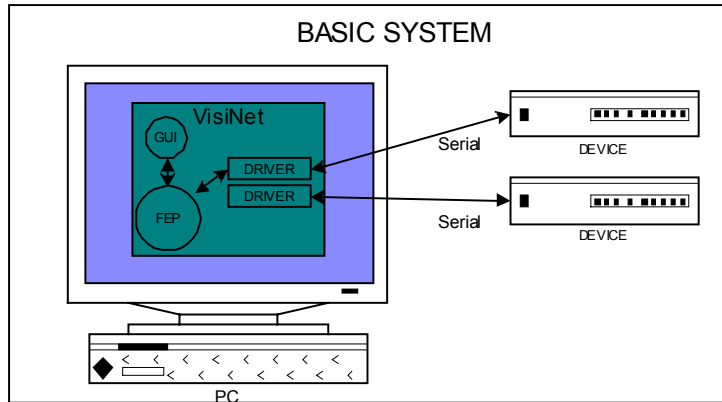 BASIC SYSTEM
VisiNet
GUI
DRIVER
DRIVER
FEP
Serial
DEVICE
Serial
DEVICE
PC